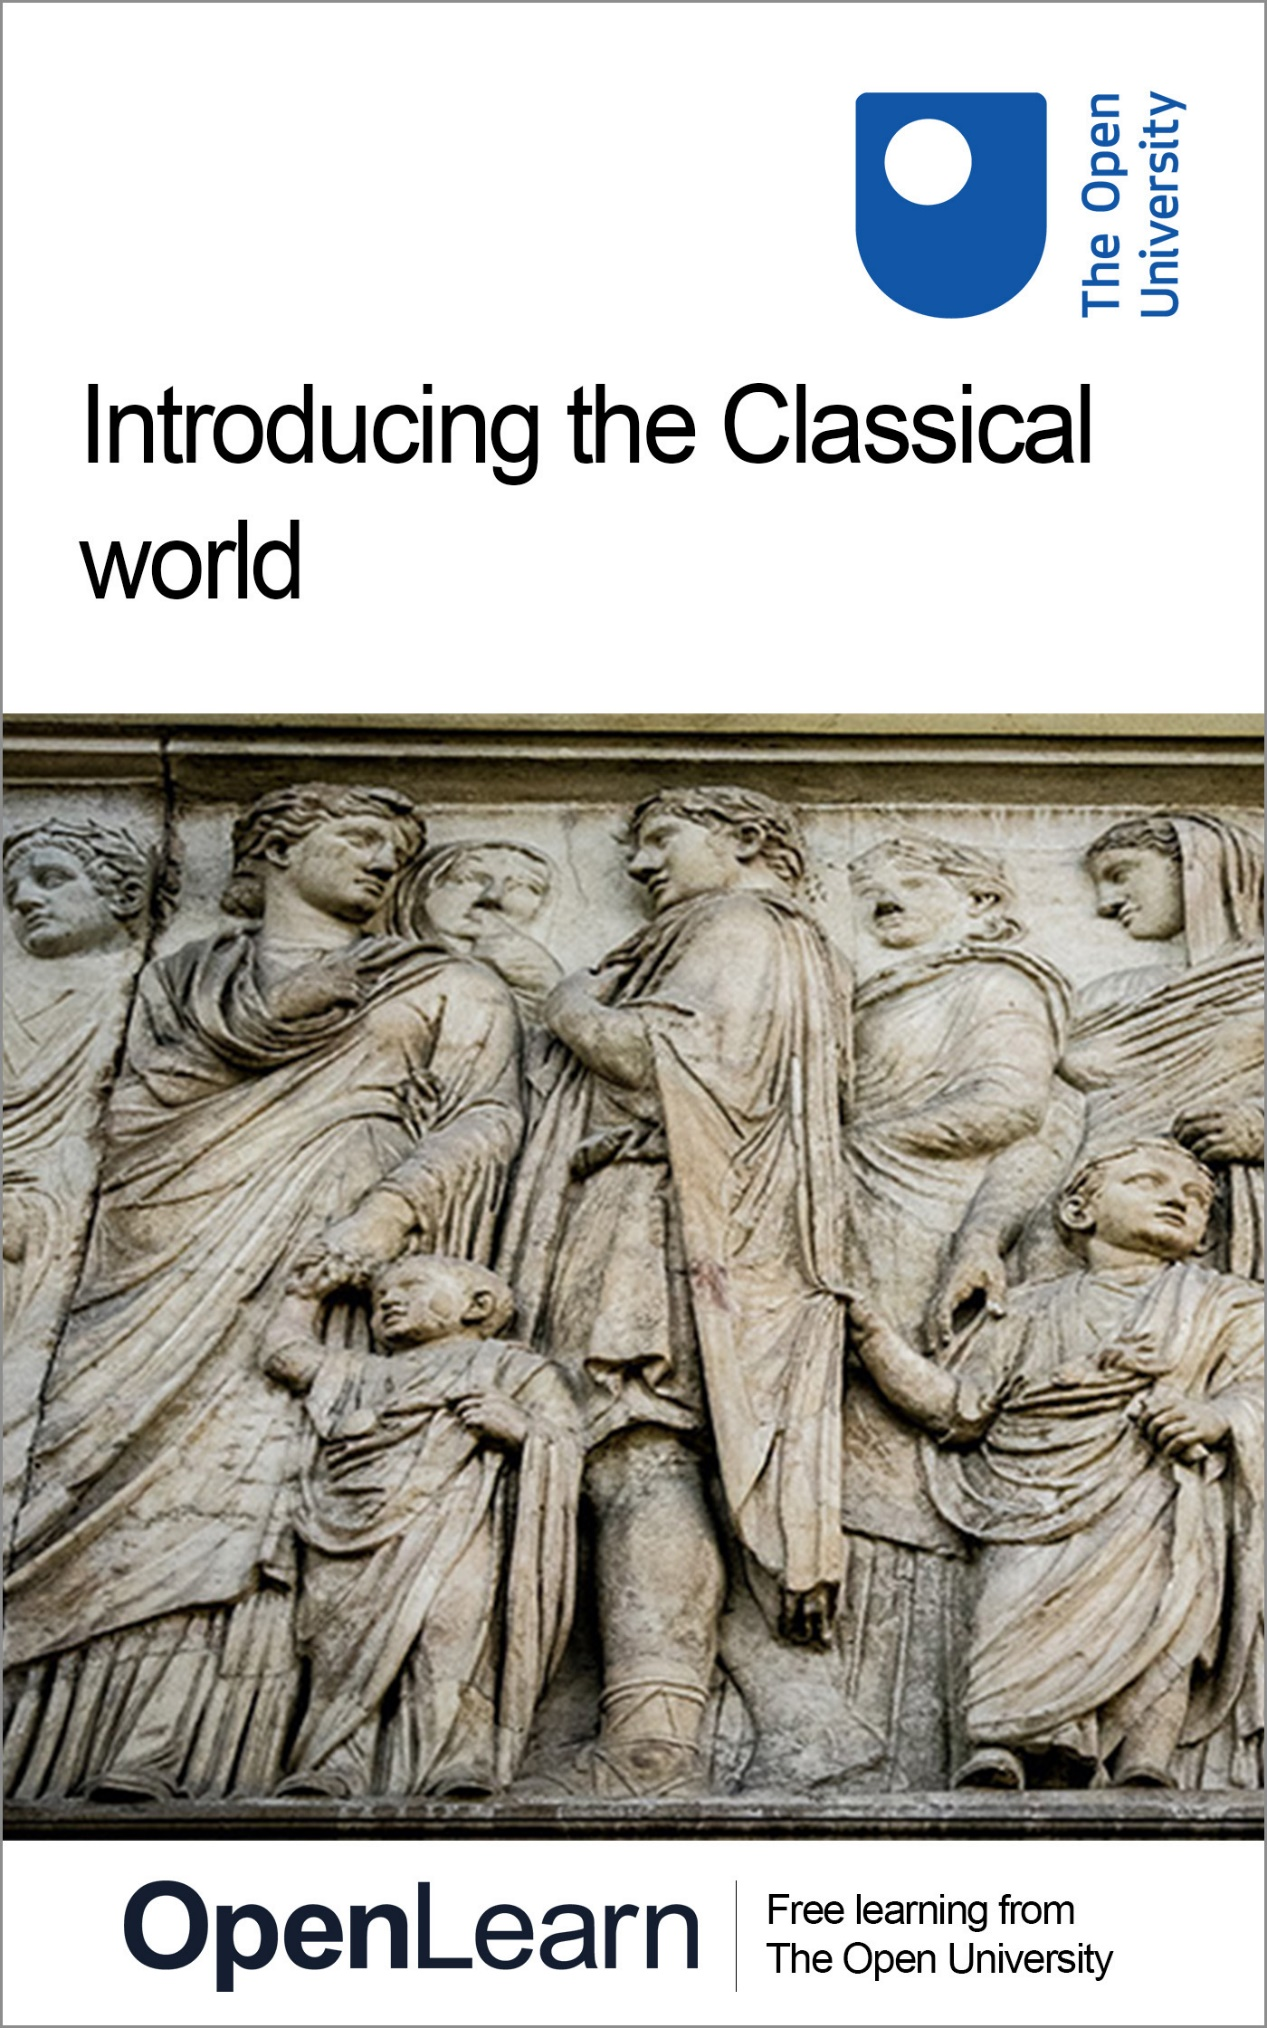 The Open
University
Introducing the Classical
world
OpenLearn
Free learning from
The Open University